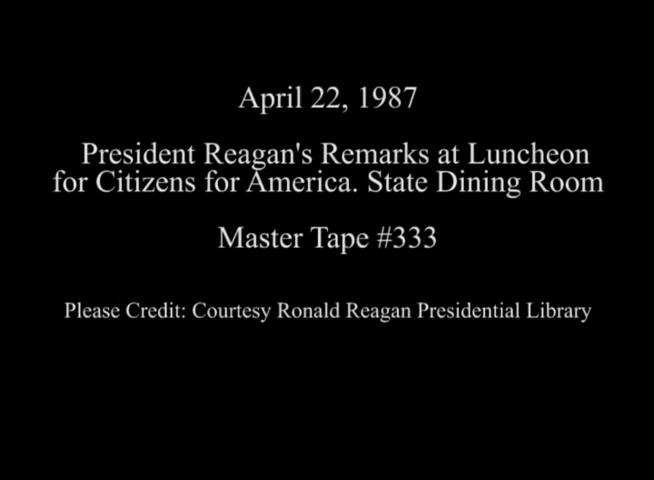 April 22, 1987
President Reagan's Remarks at Luncheon
for Citizens for America. State Dining Room
Master Tape #333
Please Credit: Courtesy Ronald Reagan Presidential Library